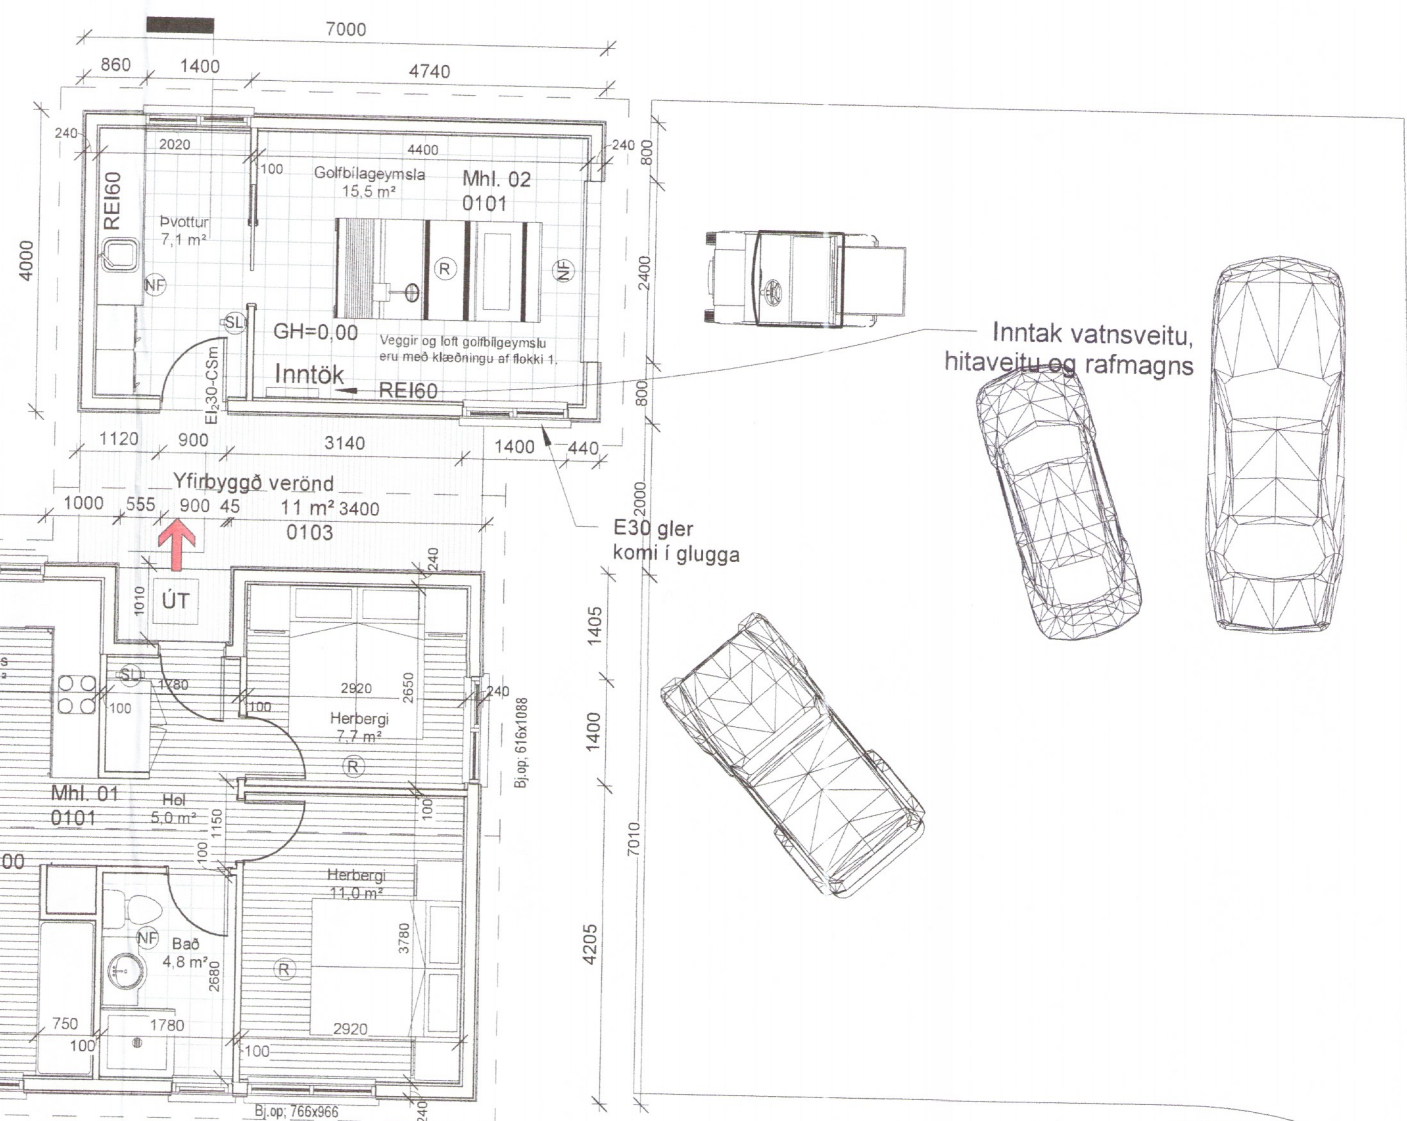 7000
860 1400 4740
240 2020 4400 240
800
100
Golfbílageymsla
15,5 m²
Mhl. 02
0101
REI60
Þvottur
7,1 m²
4000
R
NF
NF
2400
SL
GH=0,00
Veggir og loft golfbílgeymslu
eru með klæðningu af flokki 1.
Inntak vatnsveitu,
hitaveitu og rafmagns
EI₂30-CSm
Inntök
REI60
800
1120 900 3140 1400 440
Yfirbyggð verönd
1000 555 900 45 11 m² 3400
0103
2000
E30 gler
komi í glugga
240
ÚT
1010
1405
s
²
SL
1780
100
100
2920
2650
240
Herbergi
7,7 m²
R
Bj.op; 616x1088
1400
Mhl. 01
0101
Hol
5,0 m²
1150
100
100
7010
00
Herbergi
11,0 m²
NF
Bað
4,8 m²
2680
R
3780
4205
750 1780 2920
100 100
Bj.op; 766x966
240